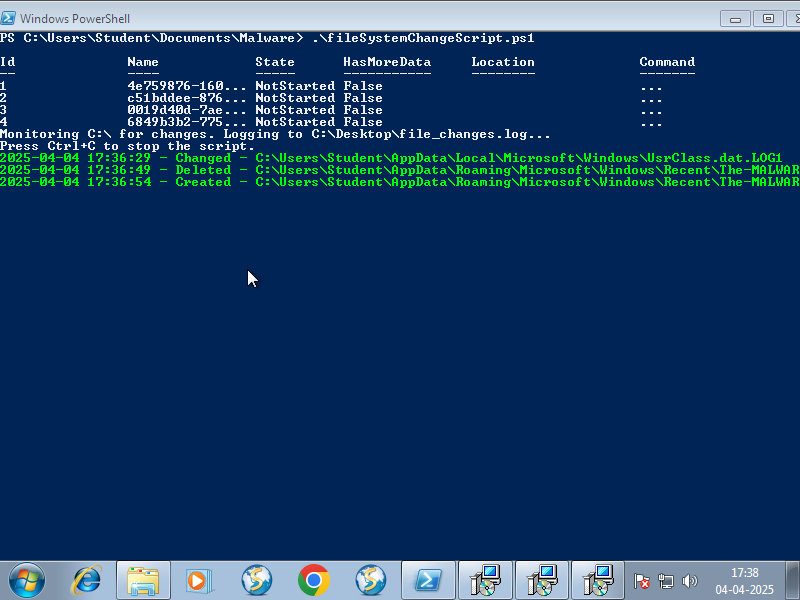 Windows PowerShell
PS C:\Users\Student\Documents\Malware> .\fileSystemChangeScript.ps1
Id Name State HasMoreData Location Command
-- ---- ----- ----------- -------- -------
1 4e759876-160... NotStarted False ...
2 c51bddee-876... NotStarted False ...
3 0019d40d-7ae... NotStarted False ...
4 6849b3b2-775... NotStarted False ...
Monitoring C:\ for changes. Logging to C:\Desktop\file_changes.log...
Press Ctrl+C to stop the script.
2025-04-04 17:36:29 - Changed - C:\Users\Student\AppData\Local\Microsoft\Windows\UsrClass.dat.LOG1
2025-04-04 17:36:49 - Deleted - C:\Users\Student\AppData\Roaming\Microsoft\Windows\Recent\The-MALWAR
2025-04-04 17:36:54 - Created - C:\Users\Student\AppData\Roaming\Microsoft\Windows\Recent\The-MALWAR
17:38
04-04-2025